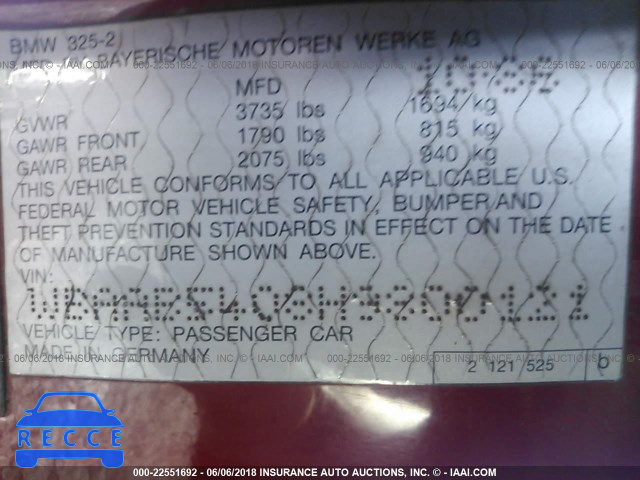 BMW 325-2
BAYERISCHE MOTOREN WERKE AG
MFD 10-86
GVWR 3735 lbs 1694 kg
GAWR FRONT 1790 lbs 815 kg
GAWR REAR 2075 lbs 940 kg
THIS VEHICLE CONFORMS TO ALL APPLICABLE U.S.
FEDERAL MOTOR VEHICLE SAFETY, BUMPER AND
THEFT PREVENTION STANDARDS IN EFFECT ON THE DATE
OF MANUFACTURE SHOWN ABOVE.
VIN:
VEHICLE TYPE: PASSENGER CAR
MADE IN GERMANY
2 121 525 D
RECCE
000-22551692 - 06/06/2018 INSURANCE AUTO AUCTIONS, INC. - © IAAI.COM